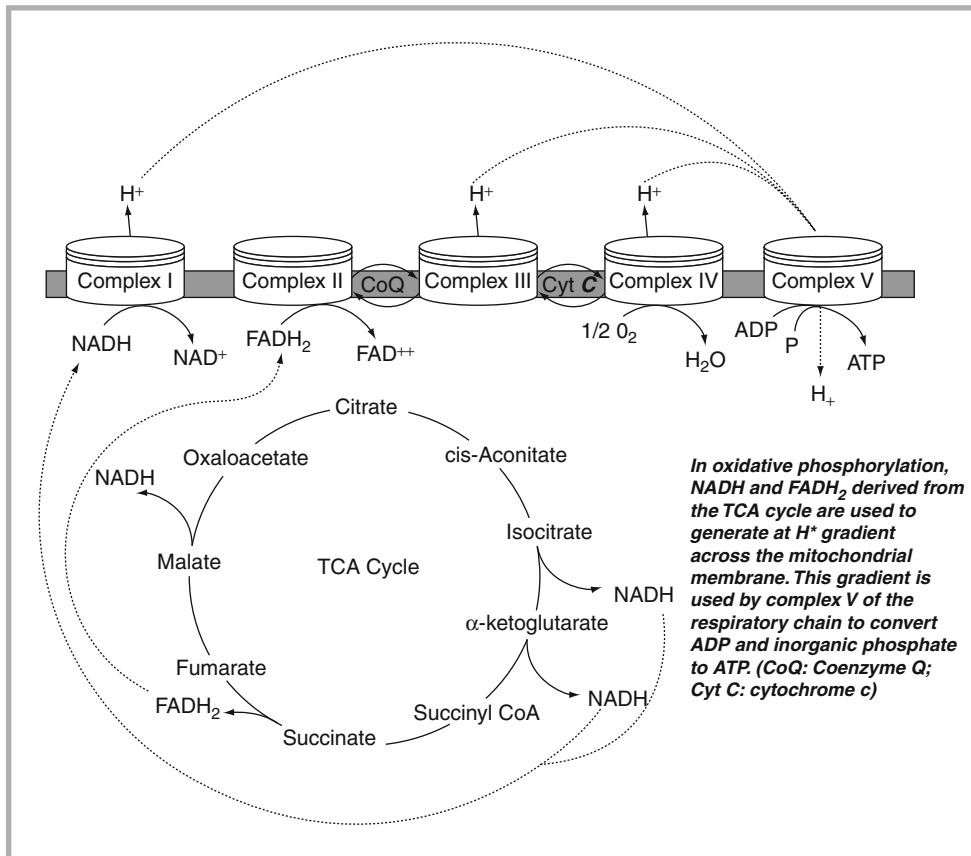 H+ H+ H+
Complex I Complex II CoQ Complex III Cyt C Complex IV Complex V
NADH NAD+ FADH2 FAD++ 1/2 02 H2O ADP P ATP
H+
Citrate
Oxaloacetate
cis-Aconitate
NADH
Isocitrate
Malate
TCA Cycle
NADH
α-ketoglutarate
Fumarate
NADH
FADH2
Succinyl CoA
Succinate
In oxidative phosphorylation,
NADH and FADH2 derived from
the TCA cycle are used to
generate at H* gradient
across the mitochondrial
membrane. This gradient is
used by complex V of the
respiratory chain to convert
ADP and inorganic phosphate
to ATP. (CoQ: Coenzyme Q;
Cyt C: cytochrome c)